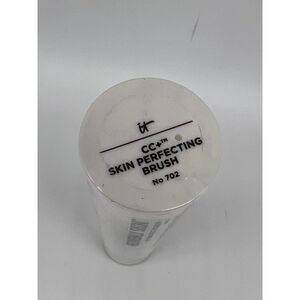 it
CC+™
SKIN PERFECTING
BRUSH
No 702